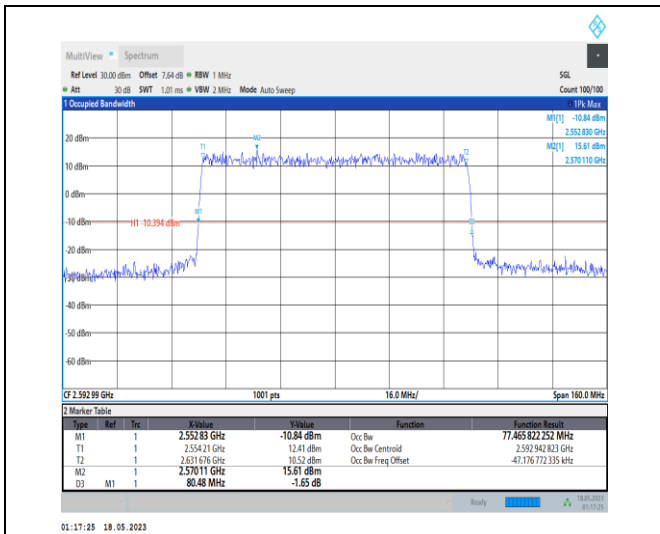 MultiView Spectrum
Ref Level 30.00 dBm Offset 7.64 dB RBW 1 MHz SGL
Att 30 dB SWT 1.01 ms VBW 2 MHz Mode Auto Sweep Count 100/100
1 Occupied Bandwidth 1Pk Max
M1[1] -10.84 dBm
2.552 830 GHz
M2[1] 15.61 dBm
2.570 110 GHz
20 dBm
M2
T1
T2
10 dBm
0 dBm
M1
-10 dBm
H1 -10.394 dBm
-20 dBm
-30 dBm
-40 dBm
-50 dBm
-60 dBm
CF 2.592 99 GHz 1001 pts 16.0 MHz/ Span 160.0 MHz
2 Marker Table
Type Ref Trc X-Value Y-Value Function Function Result
M1 1 2.552 83 GHz -10.84 dBm Occ Bw 77.465 822 252 MHz
T1 1 2.554 21 GHz 12.41 dBm Occ Bw Centroid 2.592 942 823 GHz
T2 1 2.631 676 GHz 10.52 dBm Occ Bw Freq Offset -47.176 772 335 kHz
M2 1 2.570 11 GHz 15.61 dBm
D3 M1 1 80.48 MHz -1.65 dB
Ready 18.05.2023
01:17:25
01:17:25 18.05.2023